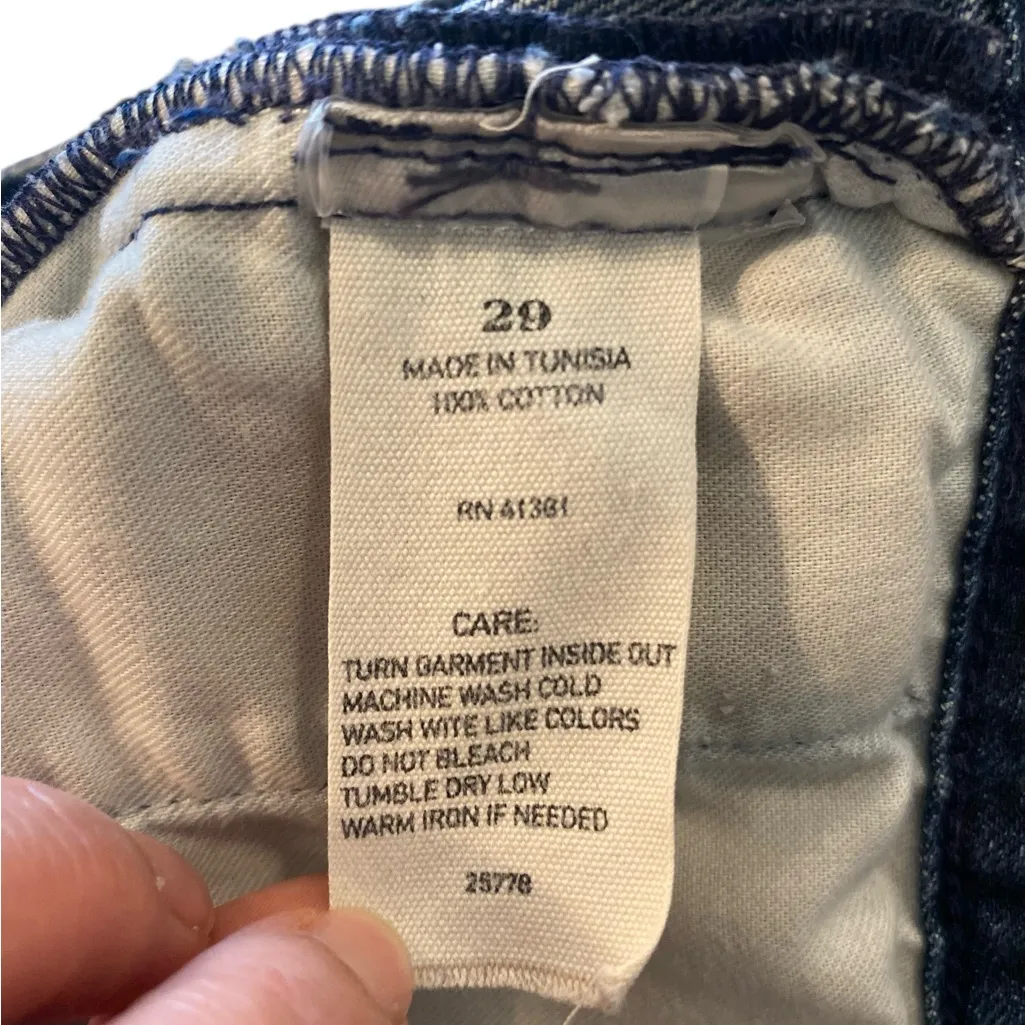 29
MADE IN TUNISIA
100% COTTON
RN 41381
CARE:
TURN GARMENT INSIDE OUT
MACHINE WASH COLD
WASH WITE LIKE COLORS
DO NOT BLEACH
TUMBLE DRY LOW
WARM IRON IF NEEDED
25778